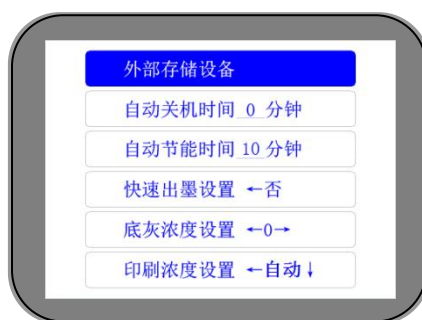 外部存储设备
自动关机时间 0 分钟
自动节能时间 10 分钟
快速出墨设置 ←否
底灰浓度设置 ←0→
印刷浓度设置 ←自动↓